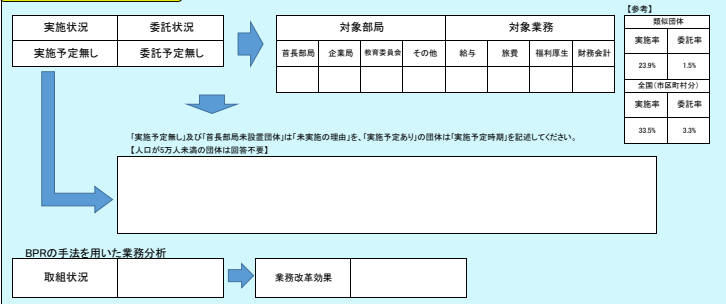 【参考】
実施状況 委託状況
実施予定無し 委託予定無し
対象部局 対象業務
首長部局 企業局 教育委員会 その他 給与 旅費 福利厚生 財務会計
類似団体
実施率 委託率
23.9% 1.5%
全国(市区町村分)
実施率 委託率
33.5% 3.3%
「実施予定無し」及び「首長部局未設置団体」は「未実施の理由」を、「実施予定あり」の団体は「実施予定時期」を記述してください。
【人口が5万人未満の団体は回答不要】
BPRの手法を用いた業務分析
取組状況
業務改革効果